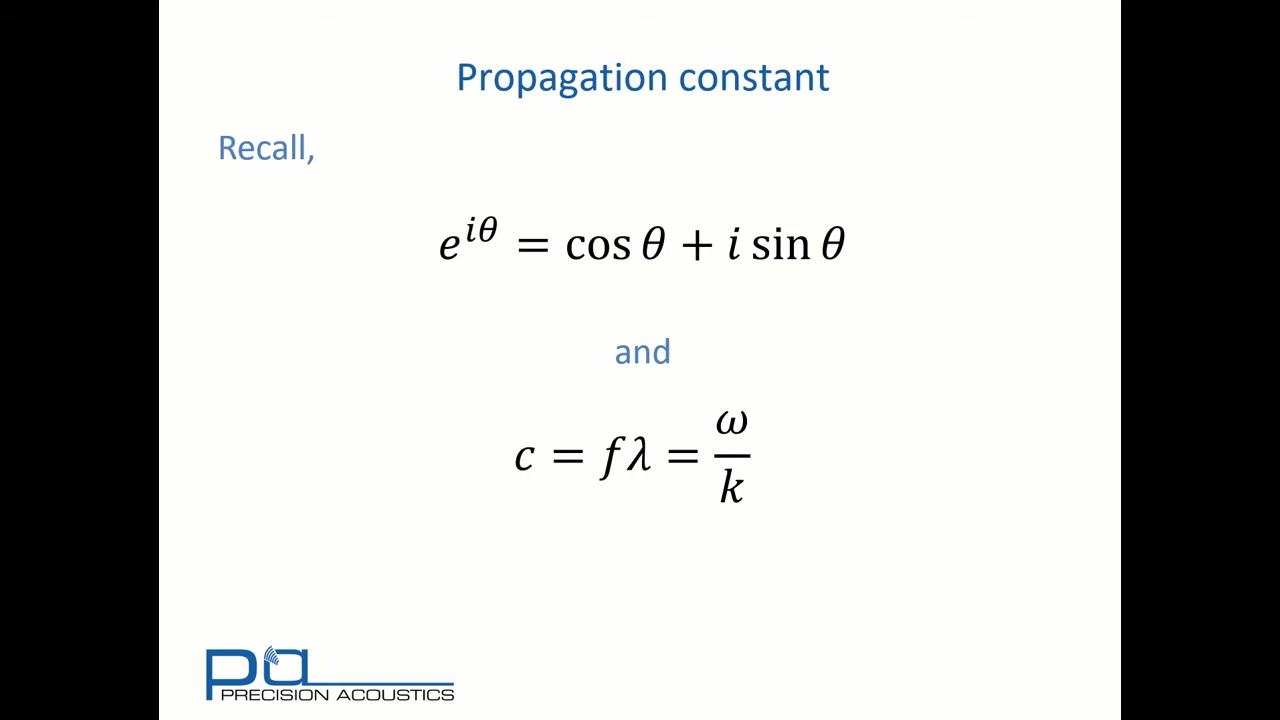 Propagation constant
Recall,
e^{iθ} = cos θ + i sin θ
and
c = fλ = ω/k
pa
PRECISION ACOUSTICS